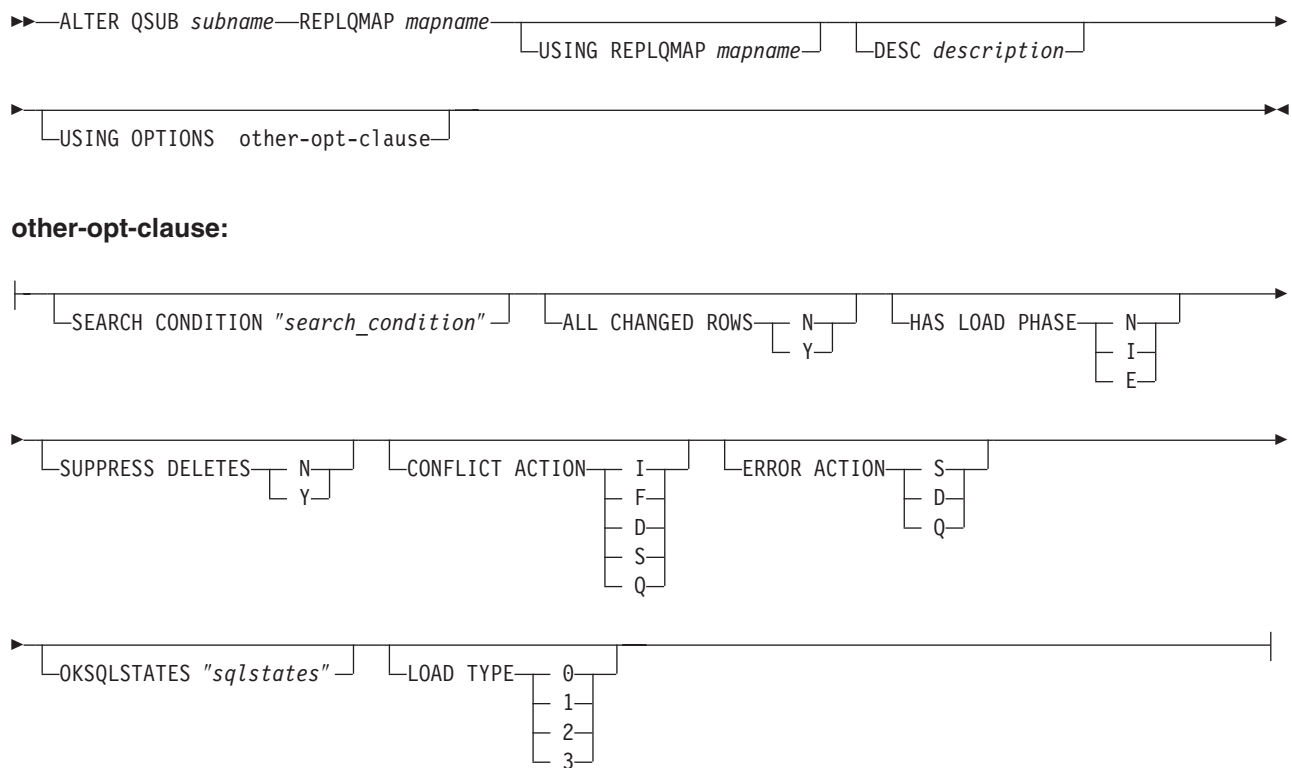 ALTER QSUB subname REPLQMAP mapname
USING REPLQMAP mapname DESC description
USING OPTIONS other-opt-clause
other-opt-clause:
SEARCH CONDITION "search_condition" ALL CHANGED ROWS N HAS LOAD PHASE N
Y I
E
SUPPRESS DELETES N CONFLICT ACTION I ERROR ACTION S
Y F D
D Q
S
Q
OKSQLSTATES "sqlstates" LOAD TYPE 0
1
2
3